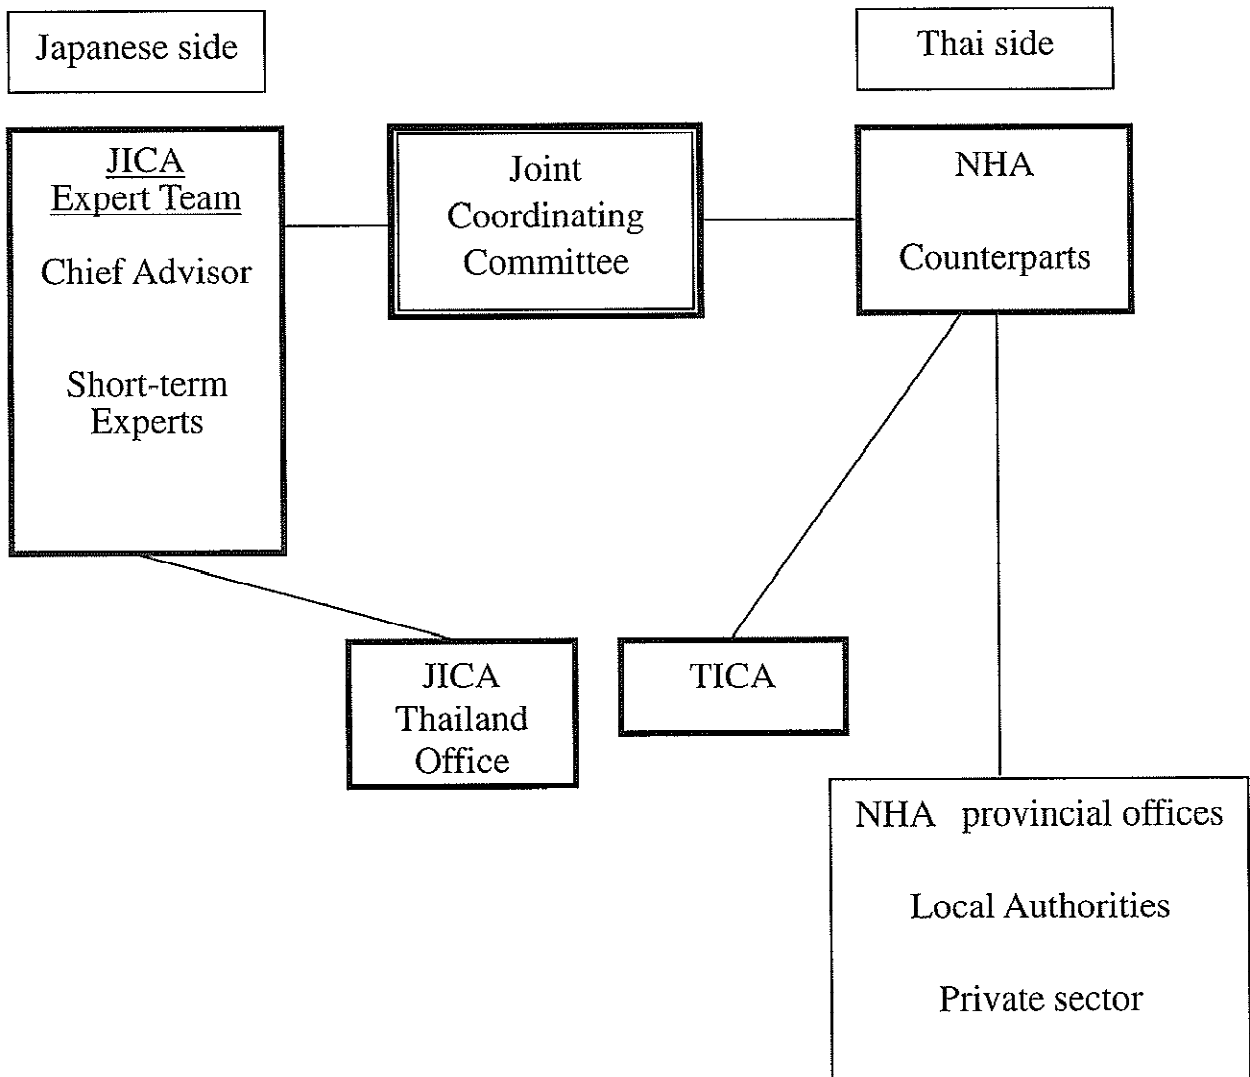 Japanese side
Thai side
JICA
Expert Team
Chief Advisor
Short-term
Experts
Joint
Coordinating
Committee
NHA
Counterparts
JICA
Thailand
Office
TICA
NHA provincial offices
Local Authorities
Private sector